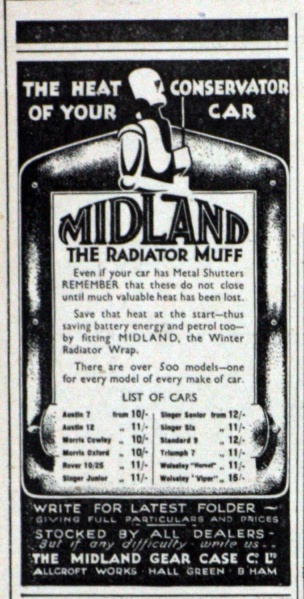 THE HEAT CONSERVATOR
OF YOUR CAR
MIDLAND
THE RADIATOR MUFF
Even if your car has Metal Shutters
REMEMBER that these do not close
until much valuable heat has been lost.
Save that heat at the start—thus
saving battery energy and petrol too—
by fitting MIDLAND, the Winter
Radiator Wrap.
There are over 500 models—one
for every model of every make of car.
LIST OF CARS
Austin 7 from 10/- Singer Senior from 12/-
Austin 12 „ 11/- Singer Six „ 11/-
Morris Cowley „ 10/- Standard 9 „ 12/-
Morris Oxford „ 10/- Triumph 7 „ 11/-
Rover 10/25 „ 11/- Wolseley "Hornet" „ 11/-
Singer Junior „ 11/- Wolseley "Viper" „ 15/-
WRITE FOR LATEST FOLDER ~
GIVING FULL PARTICULARS AND PRICES
STOCKED BY ALL DEALERS -
But if any difficulty - write us - -
THE MIDLAND GEAR CASE Cº. Lᵀᴰ
ALLCROFT WORKS · HALL GREEN · B'HAM